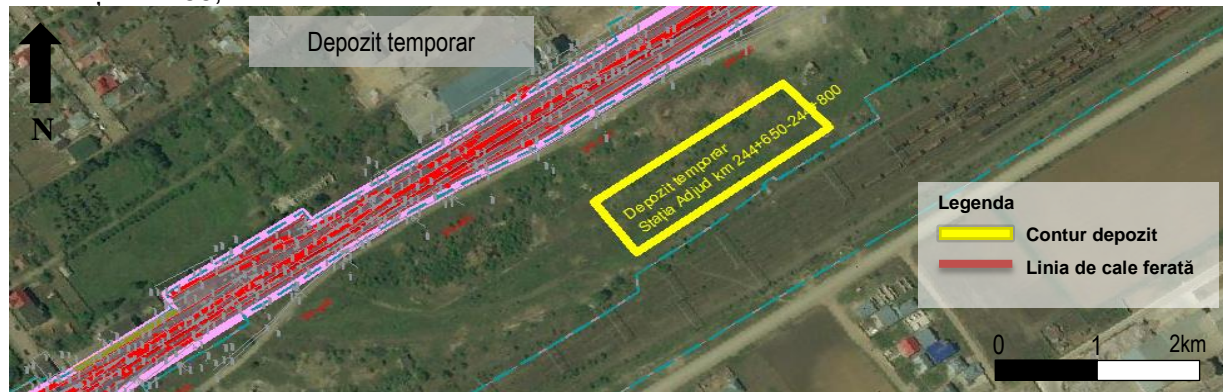 Depozit temporar
N
Depozit temporar
Stația Adjud km 244+650-244+800
Legenda
Contur depozit
Linia de cale ferată
0 1 2km